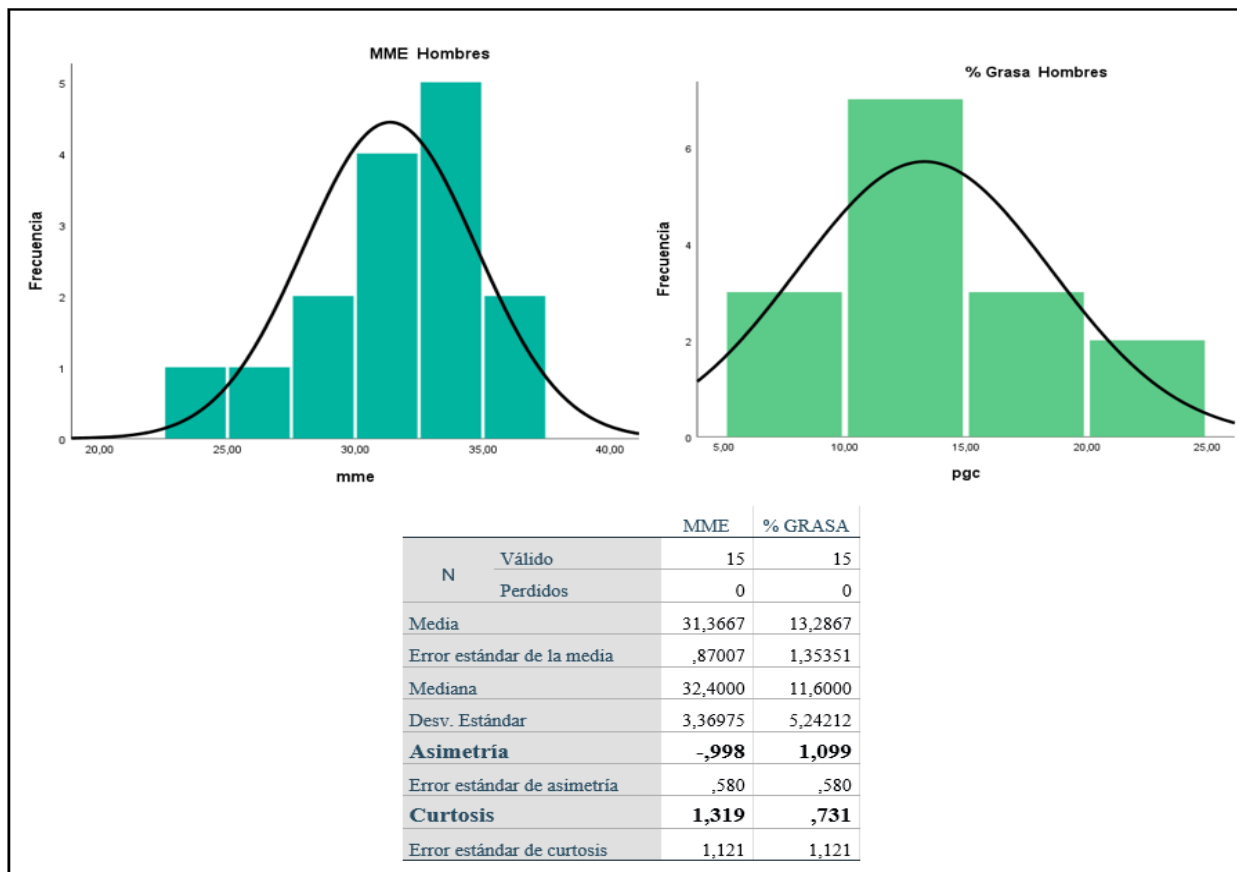 MME Hombres
5
4
3
2
1
0
Frecuencia
20,00 25,00 30,00 35,00 40,00
mme
% Grasa Hombres
6
4
2
0
Frecuencia
5,00 10,00 15,00 20,00 25,00
pgc
MME % GRASA
N Válido 15 15
Perdidos 0 0
Media 31,3667 13,2867
Error estándar de la media ,87007 1,35351
Mediana 32,4000 11,6000
Desv. Estándar 3,36975 5,24212
Asimetría -,998 1,099
Error estándar de asimetría ,580 ,580
Curtosis 1,319 ,731
Error estándar de curtosis 1,121 1,121